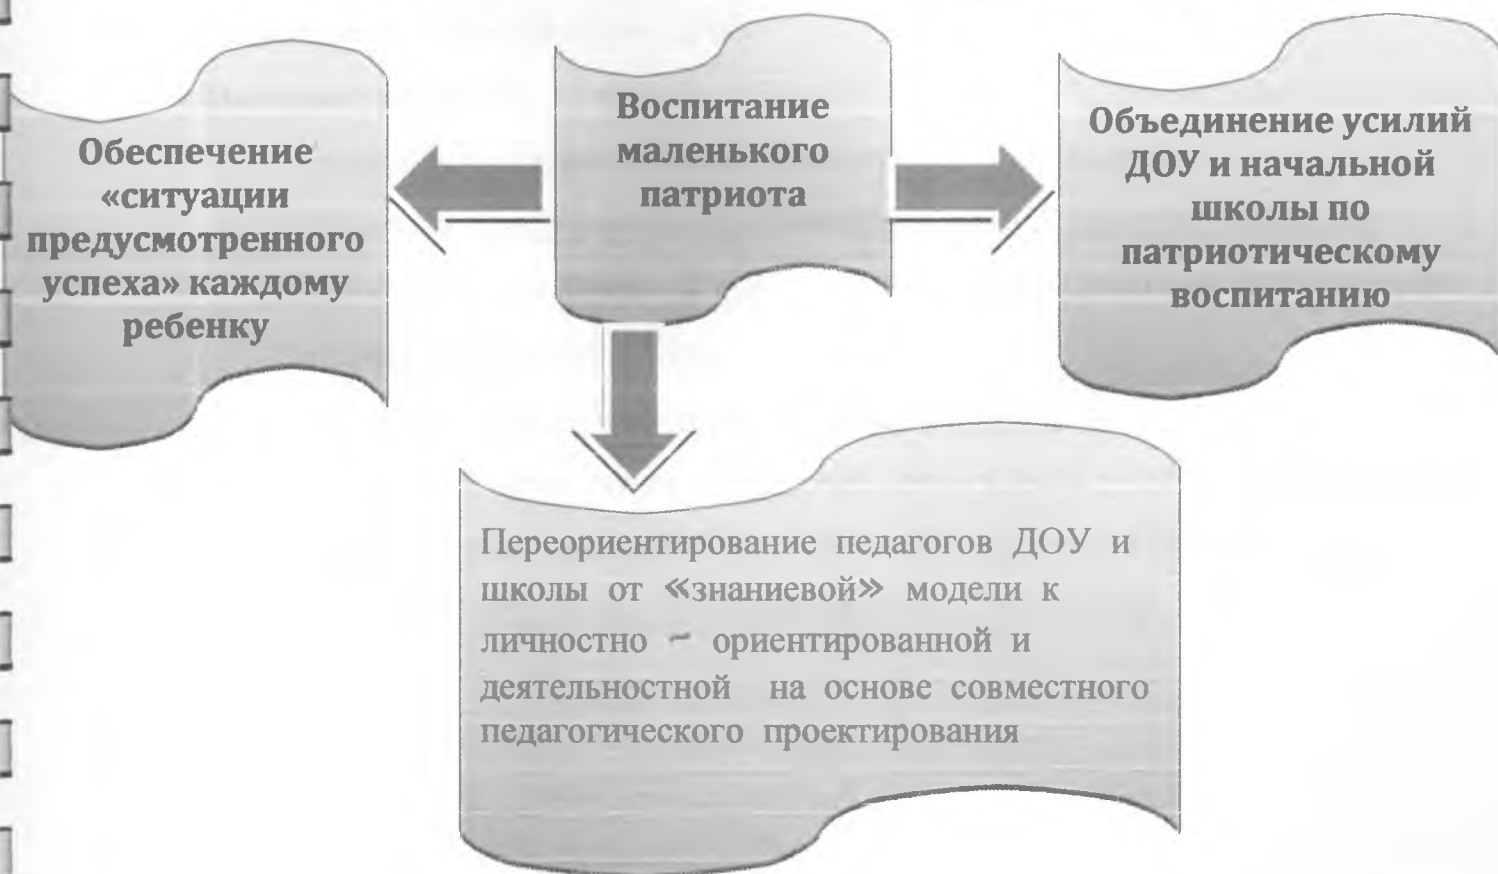 Обеспечение
«ситуации
предусмотренного
успеха» каждому
ребенку
Воспитание
маленького
патриота
Объединение усилий
ДОУ и начальной
школы по
патриотическому
воспитанию
Переориентирование педагогов ДОУ и
школы от «знаниевой» модели к
личностно - ориентированной и
деятельностной на основе совместного
педагогического проектирования